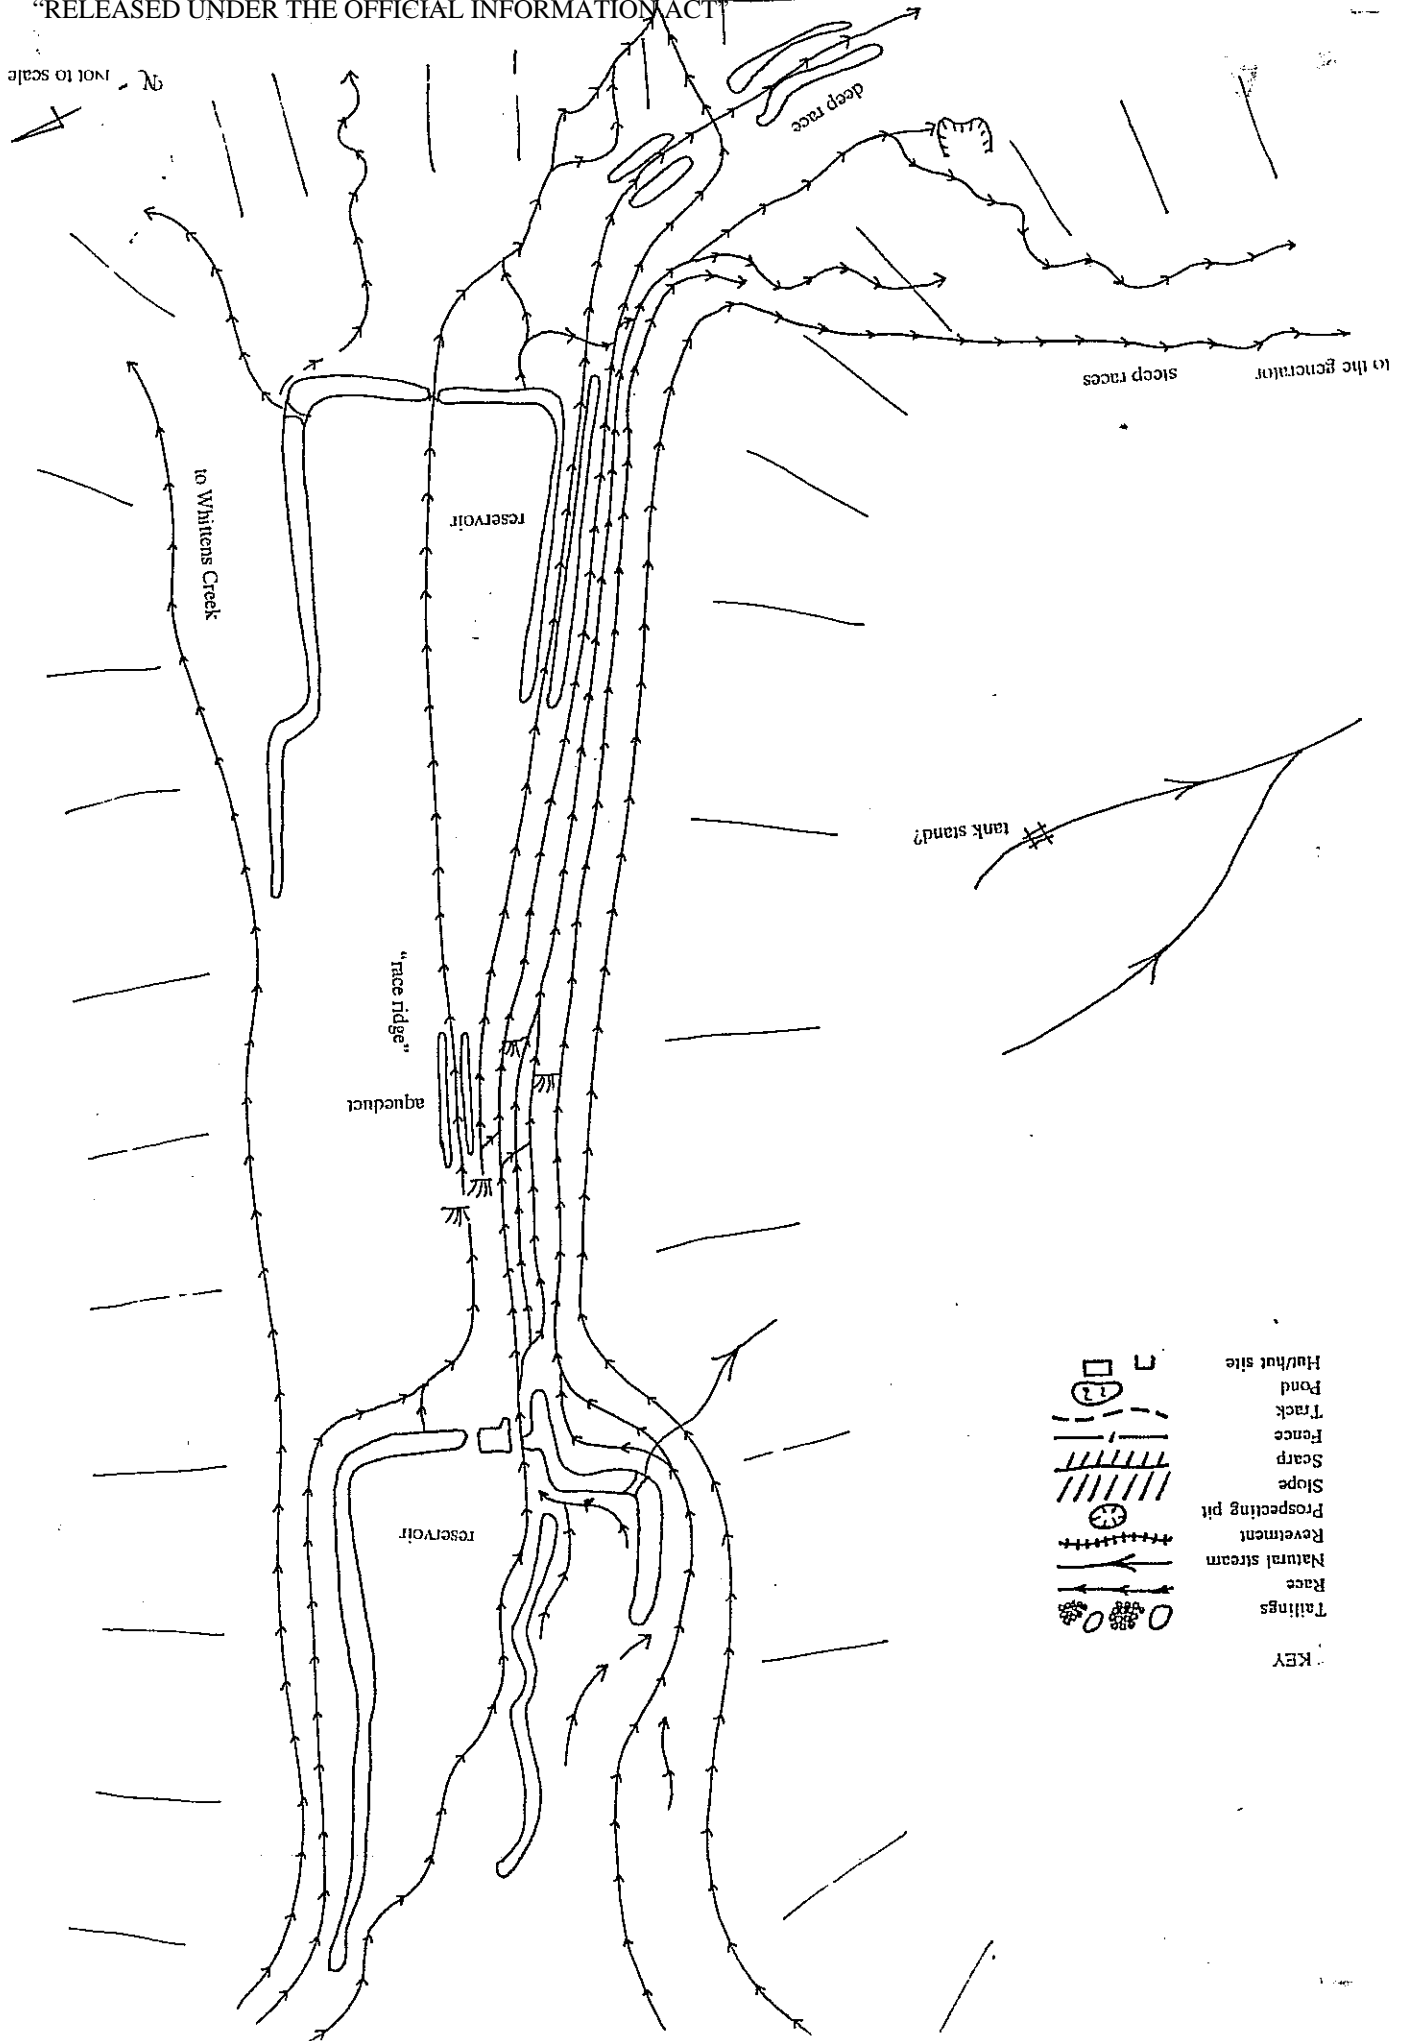 “RELEASED UNDER THE OFFICIAL INFORMATION ACT”
N
Not to scale
deep race
to the generator
steep races
to Whittens Creek
reservoir
tank stand?
“race ridge”
aqueduct
reservoir
KEY
Tailings
Race
Natural stream
Revetment
Prospecting pit
Slope
Scarp
Fence
Track
Pond
Hut/hut site